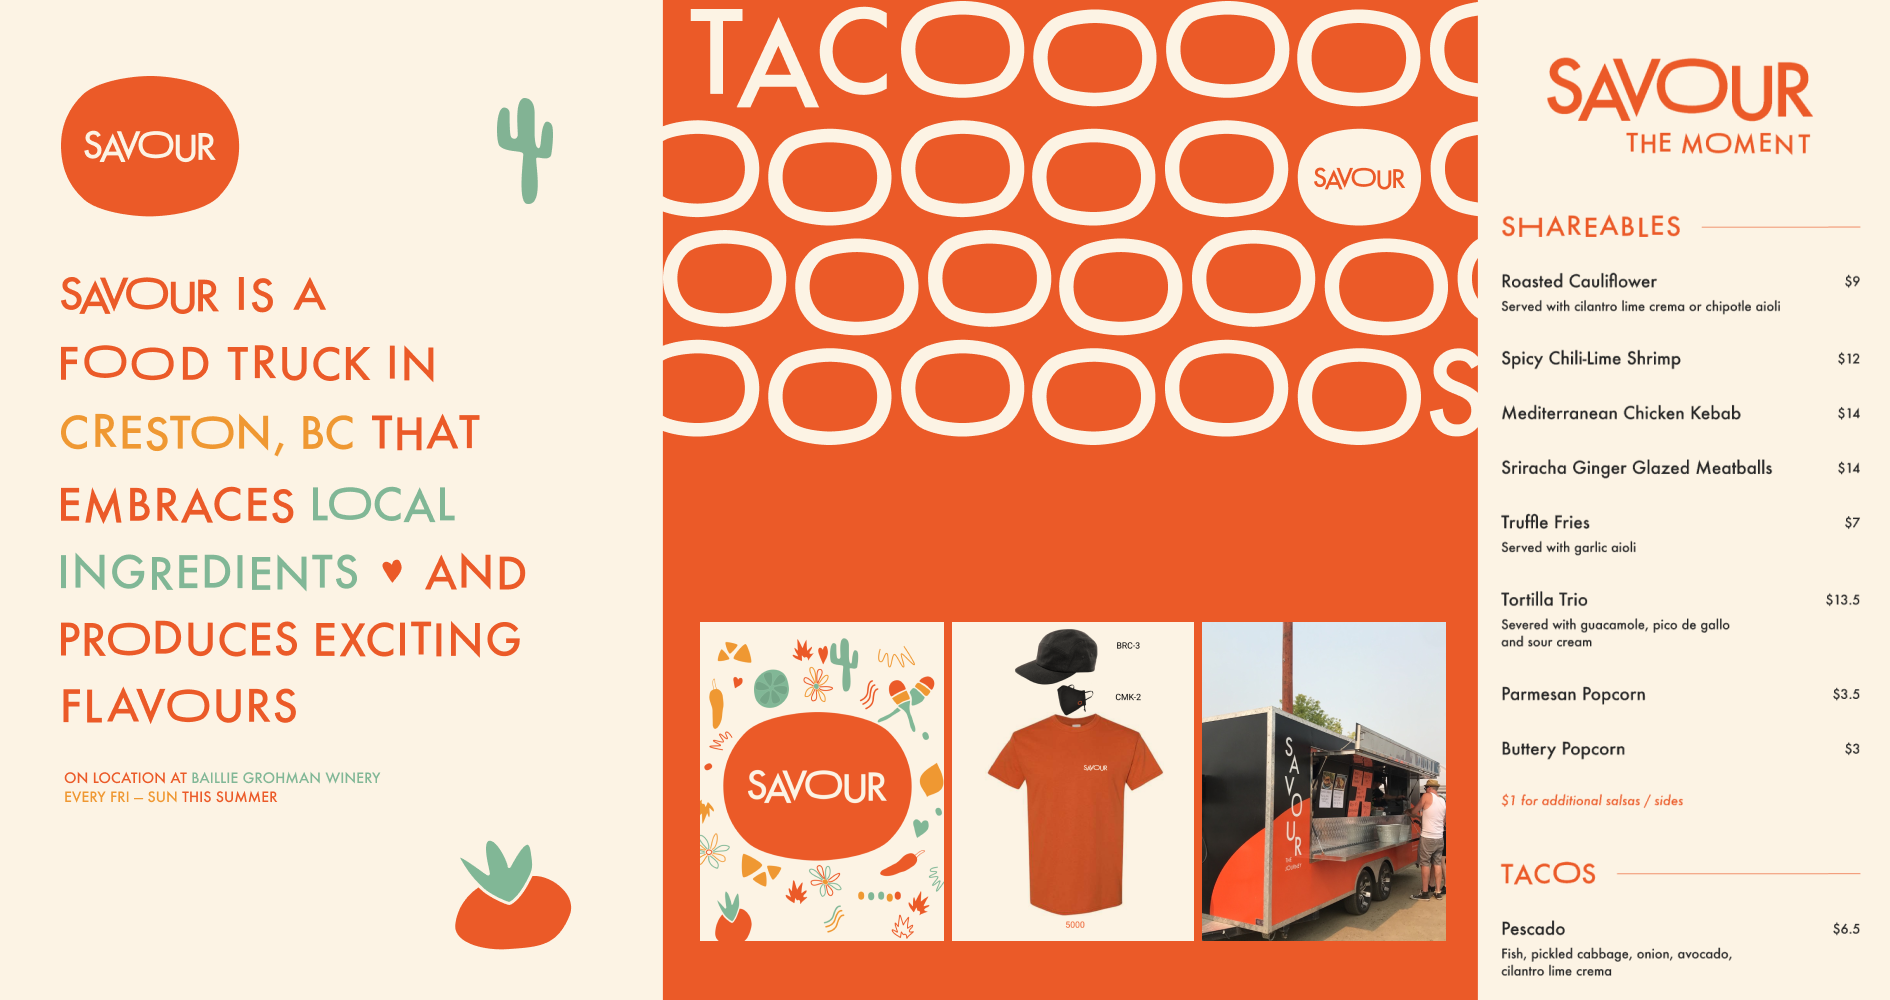 SAVOUR
SAVOUR IS A
FOOD TRUCK IN
CRESTON, BC THAT
EMBRACES LOCAL
INGREDIENTS ♥ AND
PRODUCES EXCITING
FLAVOURS
ON LOCATION AT BAILLIE GROHMAN WINERY
EVERY FRI – SUN THIS SUMMER
TACOOOOO
OOOOO SAVOUR O
OOOOOOO
OOOOOOS
SAVOUR
BRC-3
CMK-2
SAVOUR
5000
SAVOUR
THE
JOURNEY
SAVOUR
THE MOMENT
SHAREABLES
Roasted Cauliflower $9
Served with cilantro lime crema or chipotle aioli
Spicy Chili-Lime Shrimp $12
Mediterranean Chicken Kebab $14
Sriracha Ginger Glazed Meatballs $14
Truffle Fries $7
Served with garlic aioli
Tortilla Trio $13.5
Severed with guacamole, pico de gallo
and sour cream
Parmesan Popcorn $3.5
Buttery Popcorn $3
$1 for additional salsas / sides
TACOS
Pescado $6.5
Fish, pickled cabbage, onion, avocado,
cilantro lime crema